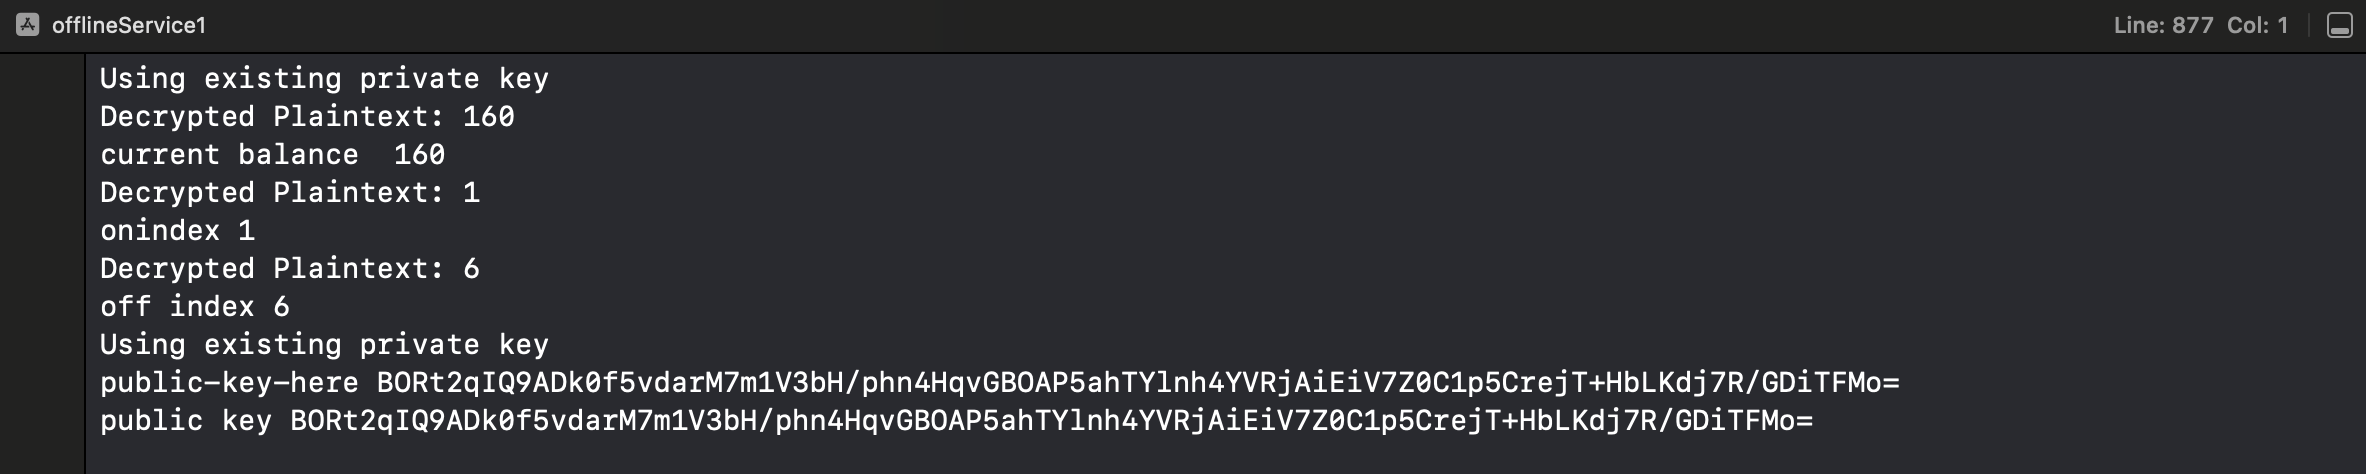 offlineService1
Line: 877 Col: 1
Using existing private key
Decrypted Plaintext: 160
current balance  160
Decrypted Plaintext: 1
onindex 1
Decrypted Plaintext: 6
off index 6
Using existing private key
public-key-here BORt2qIQ9ADk0f5vdarM7m1V3bH/phn4HqvGBOAP5ahTYlnh4YVRjAiEiV7Z0C1p5CrejT+HbLKdj7R/GDiTFMo=
public key BORt2qIQ9ADk0f5vdarM7m1V3bH/phn4HqvGBOAP5ahTYlnh4YVRjAiEiV7Z0C1p5CrejT+HbLKdj7R/GDiTFMo=